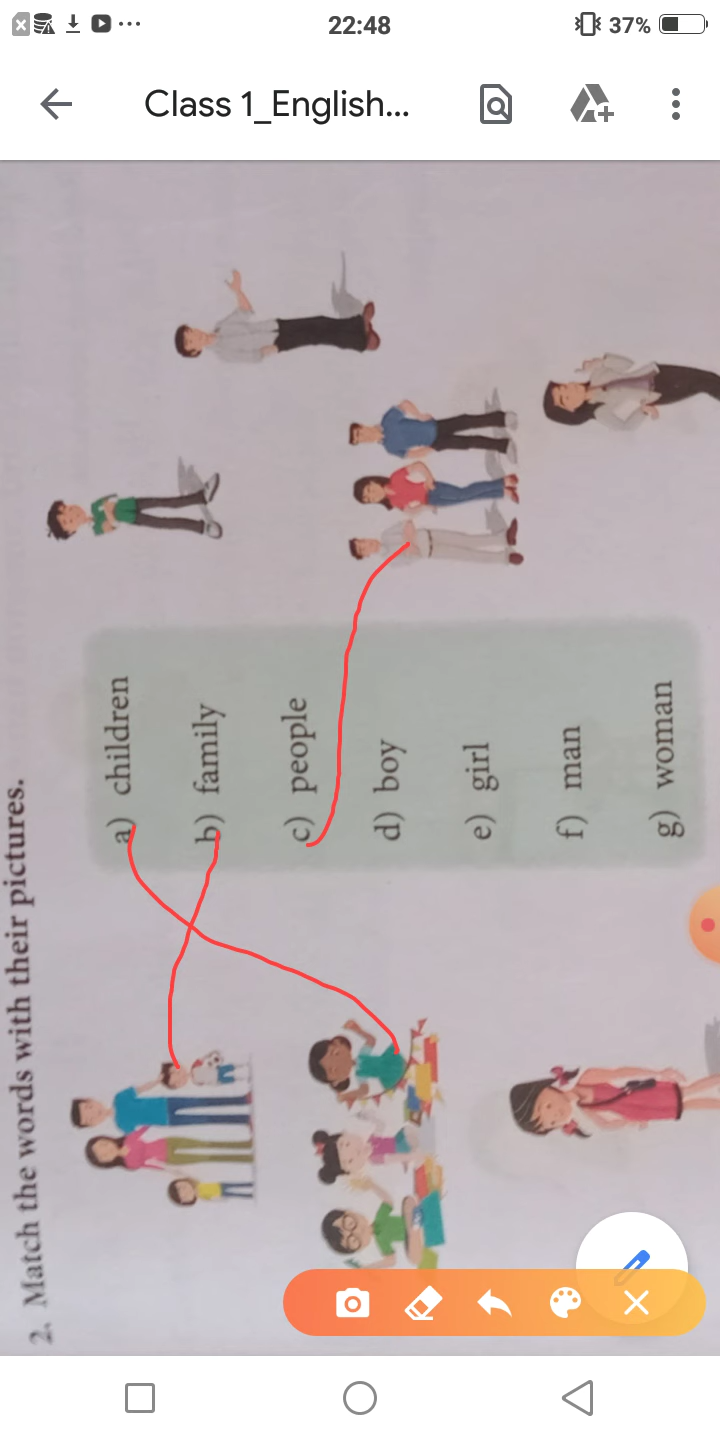 22:48
37%
Class 1_English...
2. Match the words with their pictures.
a) children
b) family
c) people
d) boy
e) girl
f) man
g) woman